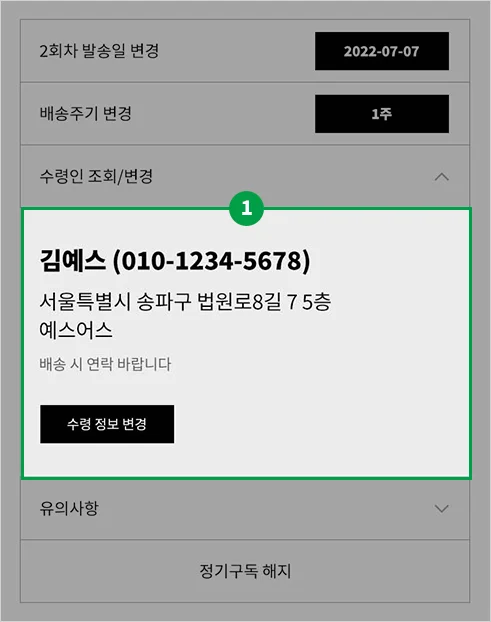 2회차 발송일 변경
2022-07-07
배송주기 변경
1주
수령인 조회/변경
1
김예스 (010-1234-5678)
서울특별시 송파구 법원로8길 7 5층
예스어스
배송 시 연락 바랍니다
수령 정보 변경
유의사항
정기구독 해지